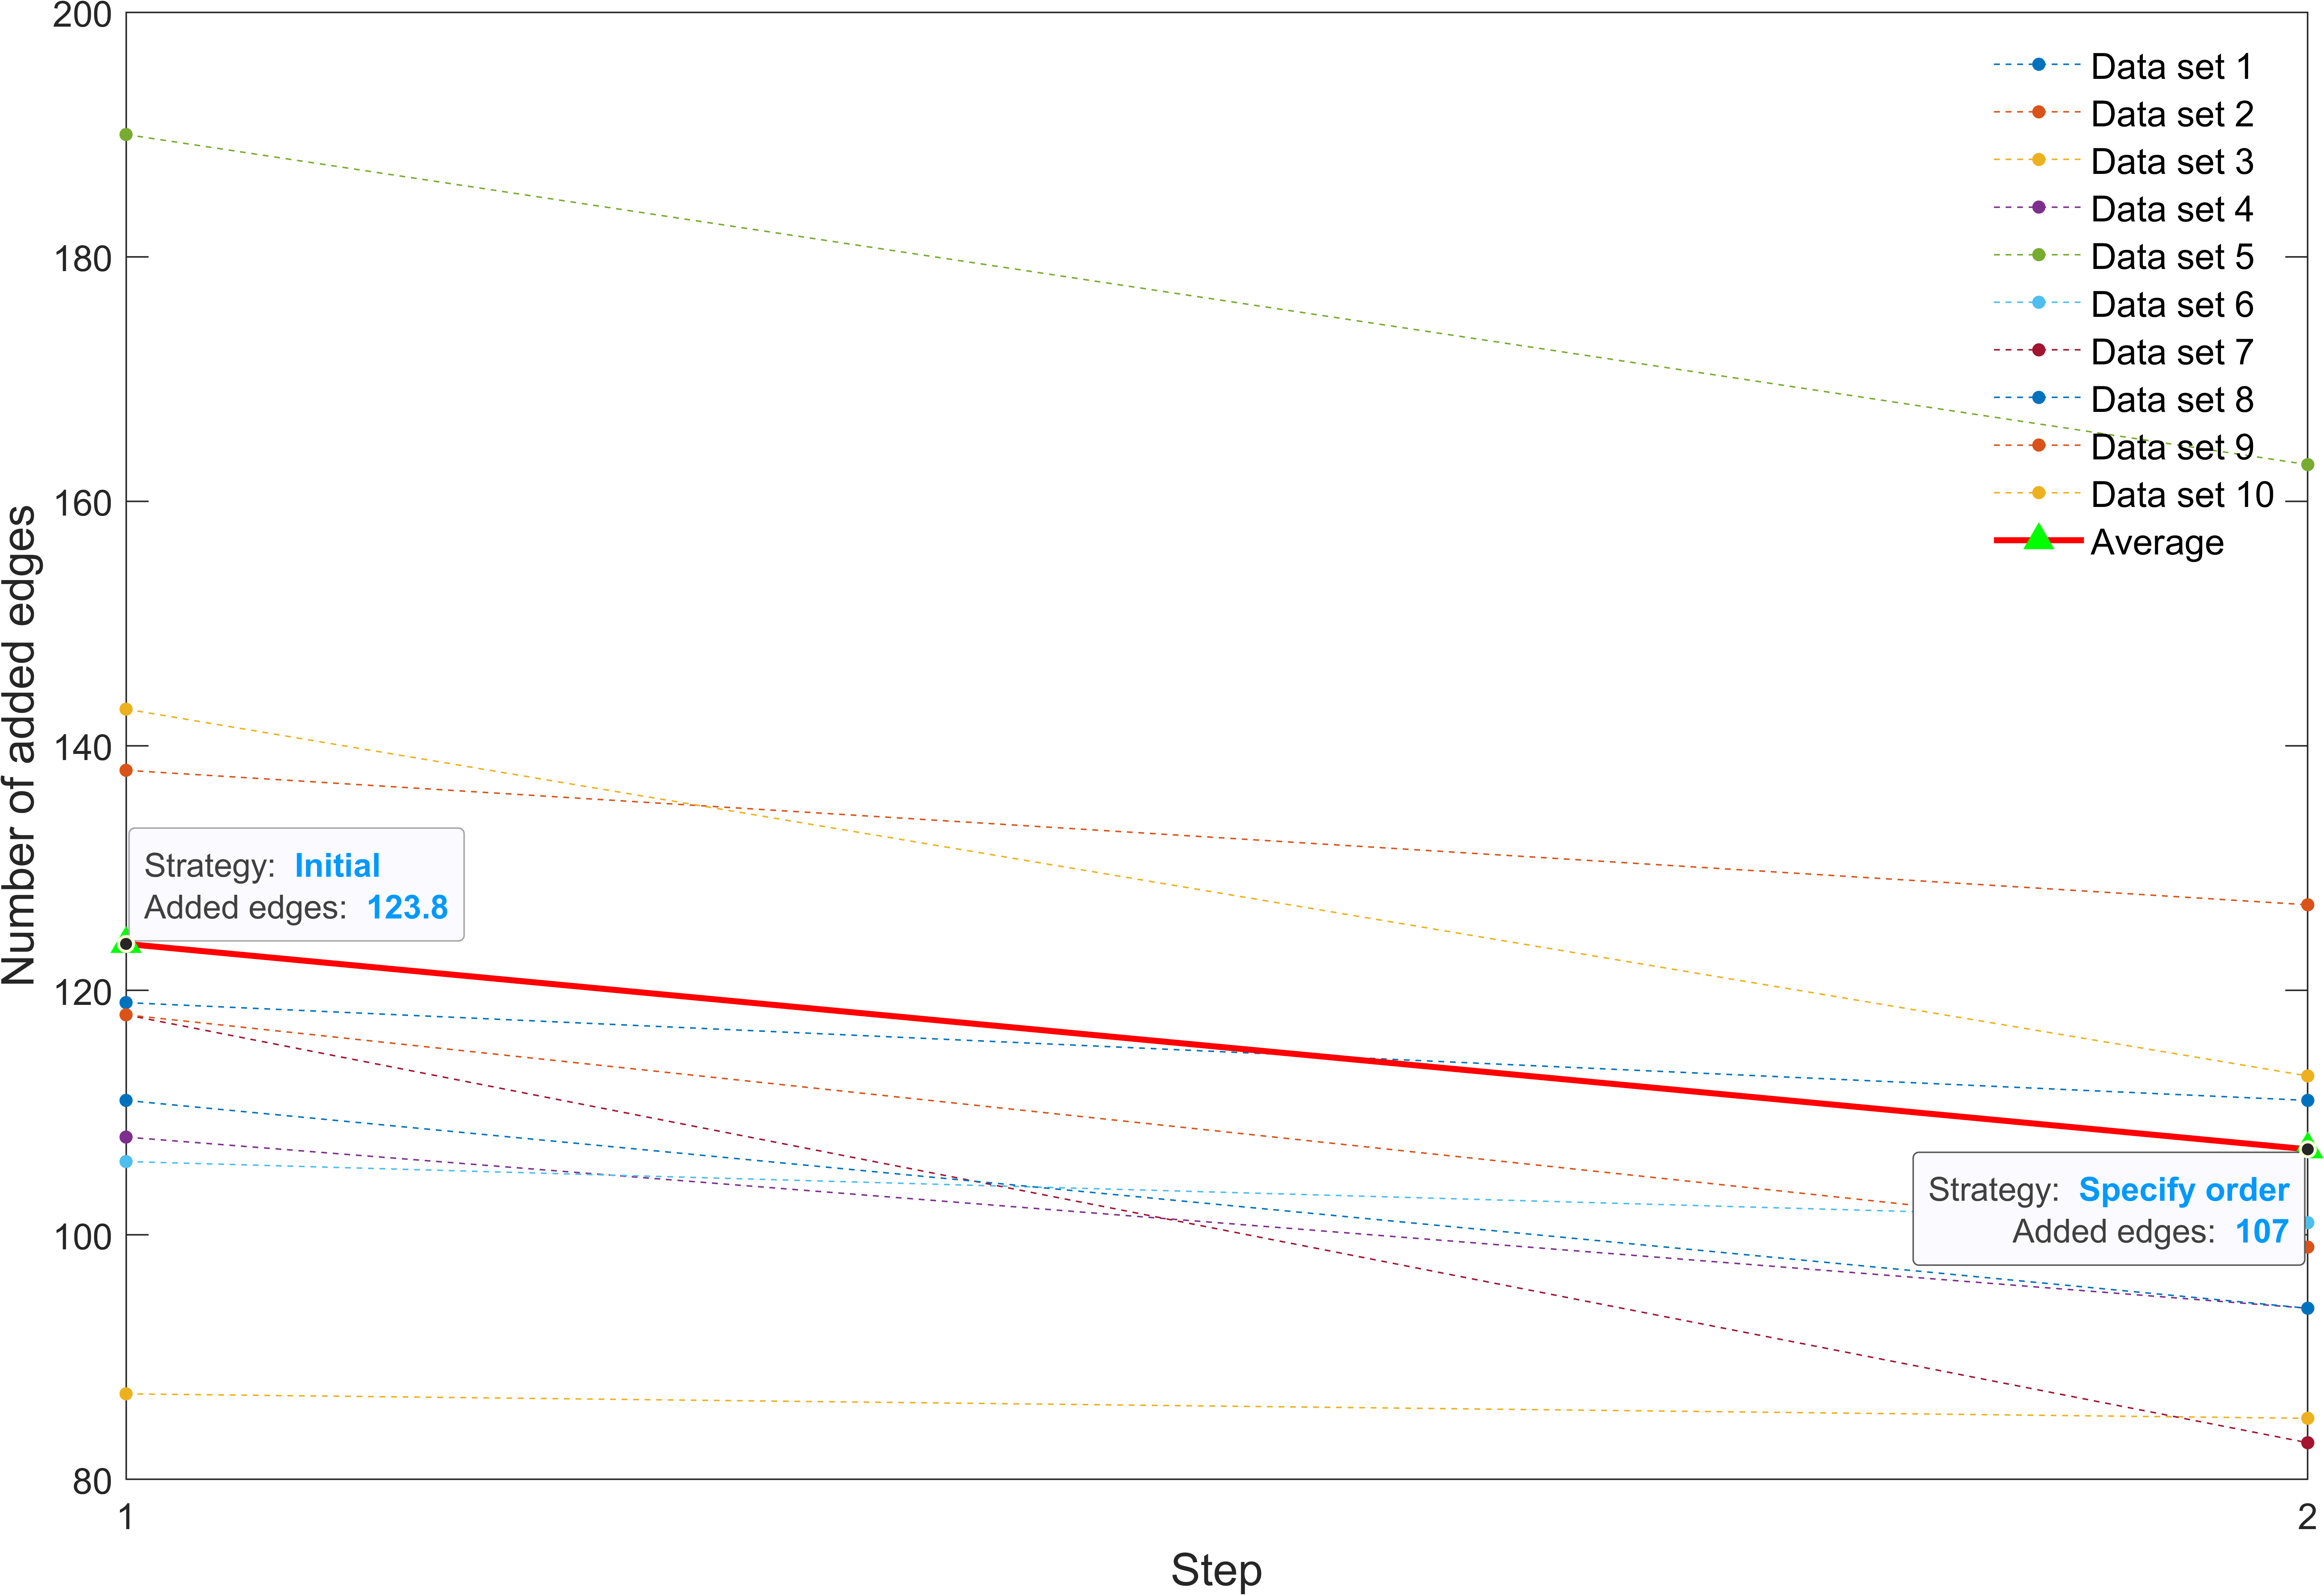 200
180
160
140
120
100
80
1
2
Number of added edges
Step
Data set 1
Data set 2
Data set 3
Data set 4
Data set 5
Data set 6
Data set 7
Data set 8
Data set 9
Data set 10
Average
Strategy: Initial
Added edges: 123.8
Strategy: Specify order
Added edges: 107